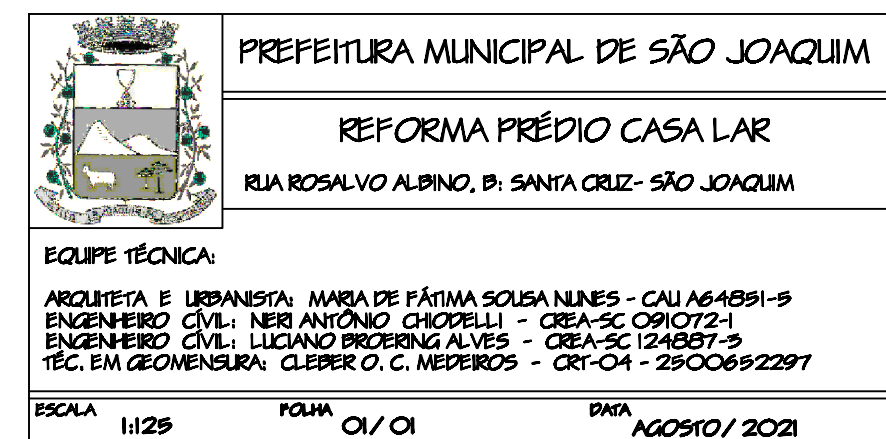 PREFEITURA MUNICIPAL DE SÃO JOAQUIM
REFORMA PRÉDIO CASA LAR
RUA ROSALVO ALBINO, B: SANTA CRUZ- SÃO JOAQUIM
EQUIPE TÉCNICA:
ARQUITETA E URBANISTA: MARIA DE FÁTIMA SOUSA NUNES - CAU A64851-5
ENGENHEIRO CÍVIL: NERI ANTÔNIO CHIODELLI - CREA-SC 091072-1
ENGENHEIRO CÍVIL: LUCIANO BROERING ALVES - CREA-SC 124887-3
TÉC. EM GEOMENSURA: CLEBER O. C. MEDEIROS - CRT-04 - 2500652297
ESCALA FOLHA DATA
1:125 01/ 01 AGOSTO/ 2021